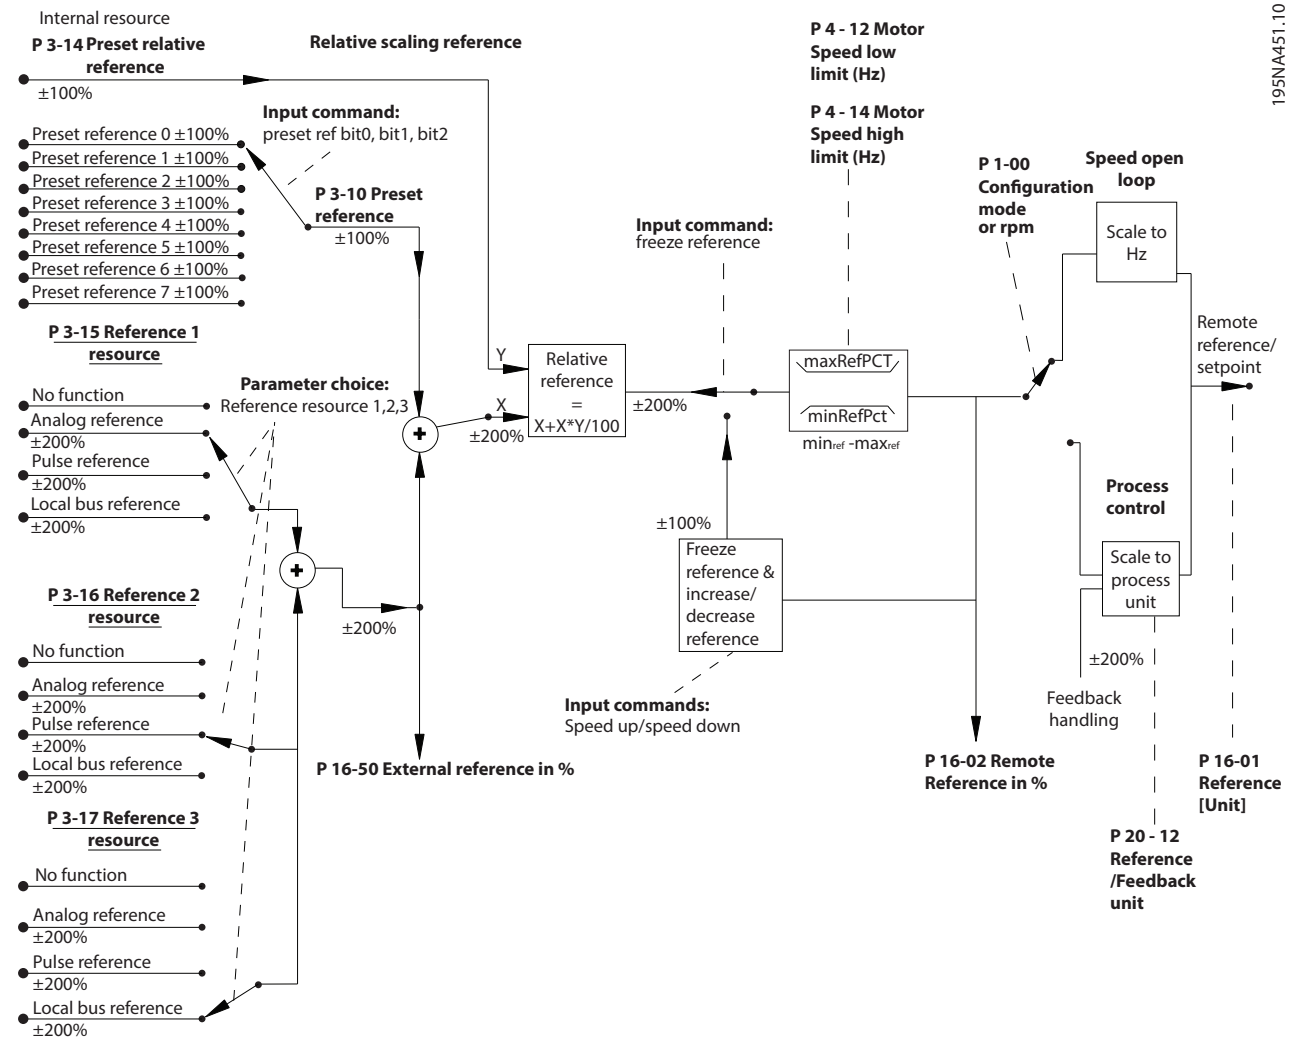 Internal resource
P 3-14 Preset relative
reference
±100%
Relative scaling reference
Input command:
preset ref bit0, bit1, bit2
Preset reference 0 ±100%
Preset reference 1 ±100%
Preset reference 2 ±100%
Preset reference 3 ±100%
Preset reference 4 ±100%
Preset reference 5 ±100%
Preset reference 6 ±100%
Preset reference 7 ±100%
P 3-10 Preset
reference
±100%
P 3-15 Reference 1
resource
No function
Analog reference
±200%
Pulse reference
±200%
Local bus reference
±200%
Parameter choice:
Reference resource 1,2,3
P 3-16 Reference 2
resource
No function
Analog reference
±200%
Pulse reference
±200%
Local bus reference
±200%
P 3-17 Reference 3
resource
No function
Analog reference
±200%
Pulse reference
±200%
Local bus reference
±200%
+
±200%
+
P 16-50 External reference in %
Y
X
±200%
Relative
reference
=
X+X*Y/100
±200%
Input command:
freeze reference
P 4 - 12 Motor
Speed low
limit (Hz)
P 4 - 14 Motor
Speed high
limit (Hz)
maxRefPCT
minRefPct
minref -maxref
±100%
Freeze
reference &
increase/
decrease
reference
Input commands:
Speed up/speed down
P 16-02 Remote
Reference in %
P 1-00
Configuration
mode
or rpm
Speed open
loop
Scale to
Hz
Remote
reference/
setpoint
Process
control
Scale to
process
unit
±200%
Feedback
handling
P 16-01
Reference
[Unit]
P 20 - 12
Reference
/Feedback
unit
195NA451.10